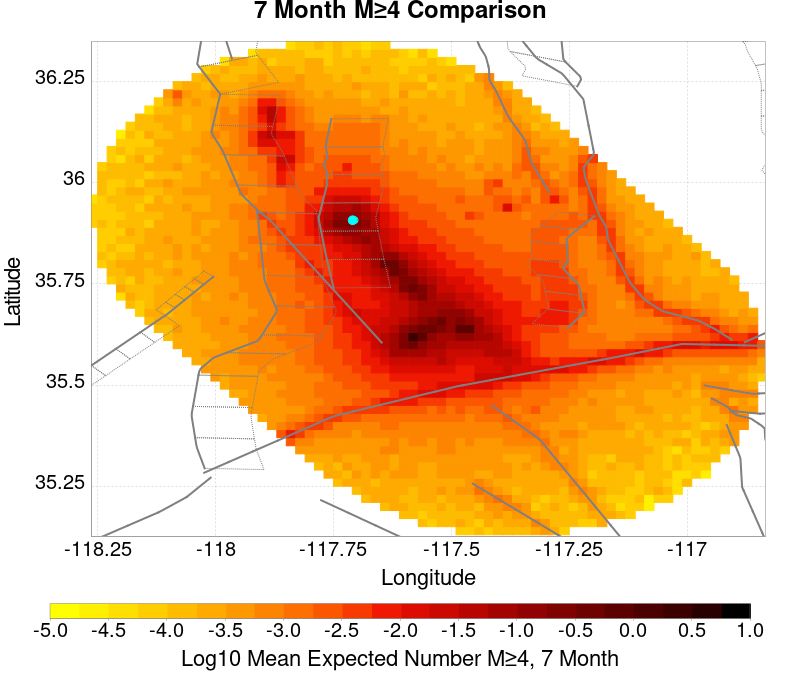 7 Month M≥4 Comparison
Latitude
36.25
36
35.75
35.5
35.25
-118.25 -118 -117.75 -117.5 -117.25 -117
Longitude
-5.0 -4.5 -4.0 -3.5 -3.0 -2.5 -2.0 -1.5 -1.0 -0.5 0.0 0.5 1.0
Log10 Mean Expected Number M≥4, 7 Month